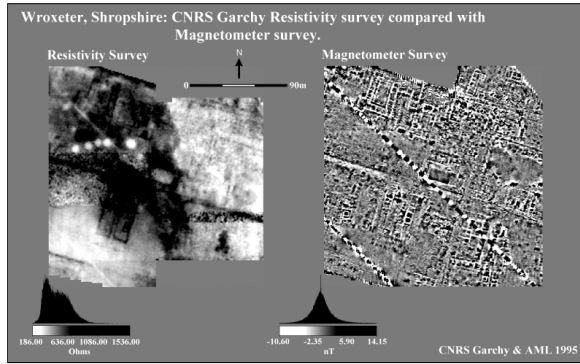 Wroxeter, Shropshire: CNRS Garchy Resistivity survey compared with
Magnetometer survey.
Resistivity Survey
N
Magnetometer Survey
0 90m
186.00 636.00 1086.00 1536.00
Ohms
-10.60 -2.35 5.90 14.15
nT
CNRS Garchy & AML 1995